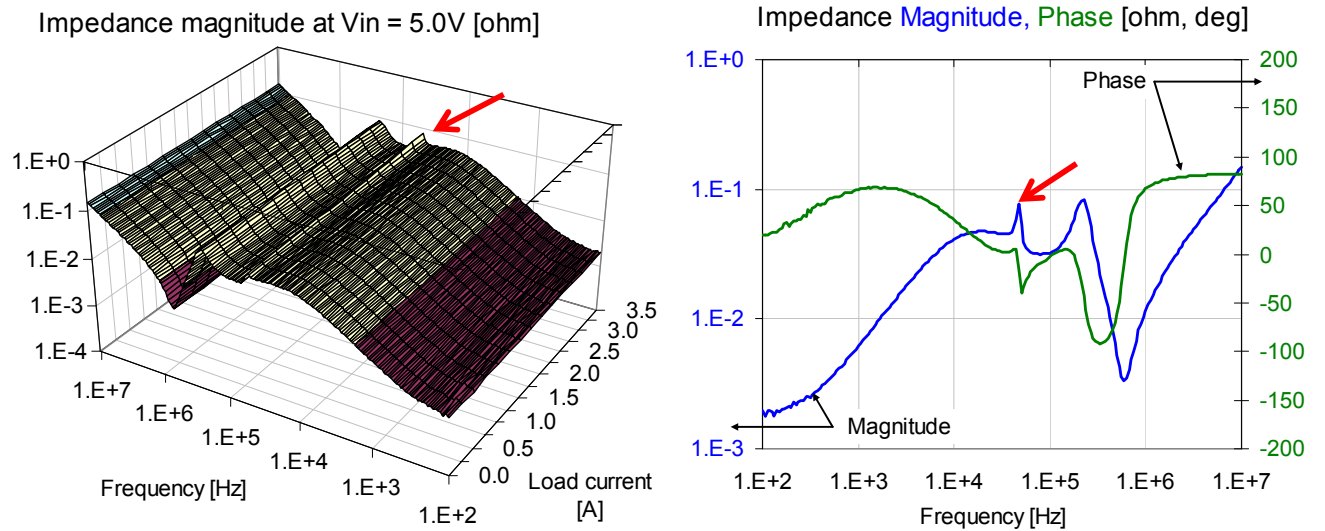 Impedance magnitude at Vin = 5.0V [ohm]
1.E+0
1.E-1
1.E-2
1.E-3
1.E-4
1.E+7
1.E+6
1.E+5
1.E+4
1.E+3
1.E+2
Frequency [Hz]
3.5
3.0
2.5
2.0
1.5
1.0
0.5
0.0
Load current
[A]
Impedance Magnitude, Phase [ohm, deg]
1.E+0
1.E-1
1.E-2
1.E-3
200
150
100
50
0
-50
-100
-150
-200
Phase
Magnitude
1.E+2 1.E+3 1.E+4 1.E+5 1.E+6 1.E+7
Frequency [Hz]